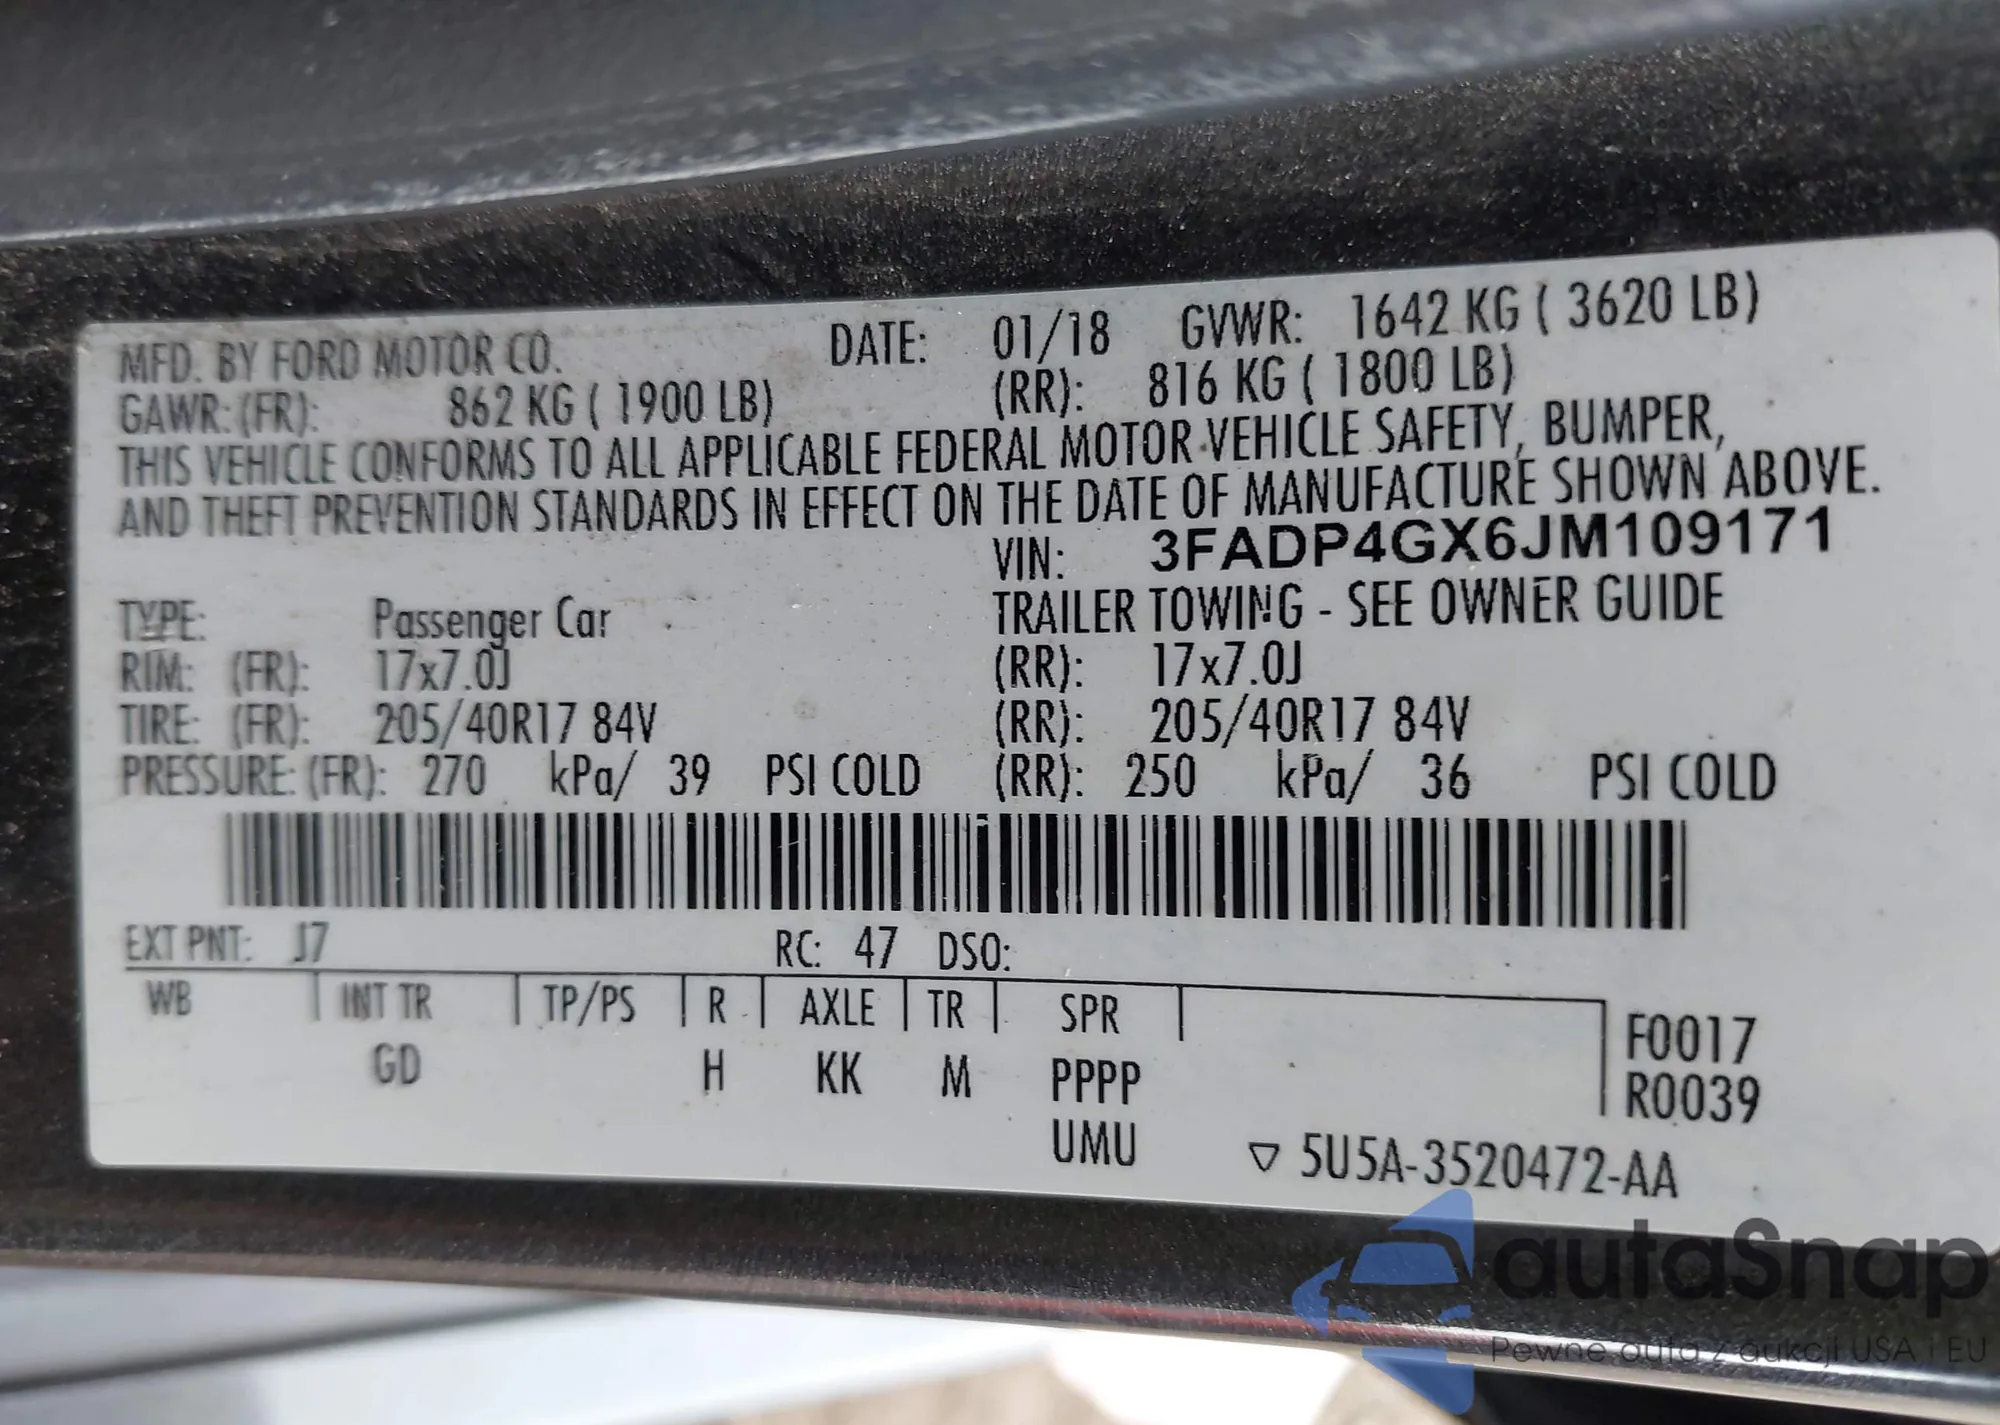 MFD. BY FORD MOTOR CO. DATE: 01/18 GVWR: 1642 KG ( 3620 LB)
GAWR: (FR): 862 KG ( 1900 LB) (RR): 816 KG ( 1800 LB)
THIS VEHICLE CONFORMS TO ALL APPLICABLE FEDERAL MOTOR VEHICLE SAFETY, BUMPER,
AND THEFT PREVENTION STANDARDS IN EFFECT ON THE DATE OF MANUFACTURE SHOWN ABOVE.
VIN: 3FADP4GX6JM109171
TYPE: Passenger Car TRAILER TOWING - SEE OWNER GUIDE
RIM: (FR): 17x7.0J (RR): 17x7.0J
TIRE: (FR): 205/40R17 84V (RR): 205/40R17 84V
PRESSURE: (FR): 270 kPa/ 39 PSI COLD (RR): 250 kPa/ 36 PSI COLD
EXT PNT: J7 RC: 47 DSO:
WB INT TR TP/PS R AXLE TR SPR F0017
GD H KK M PPPP R0039
UMU ▽ 5U5A-3520472-AA
autaSnap
Pewne auta z aukcji USA i EU